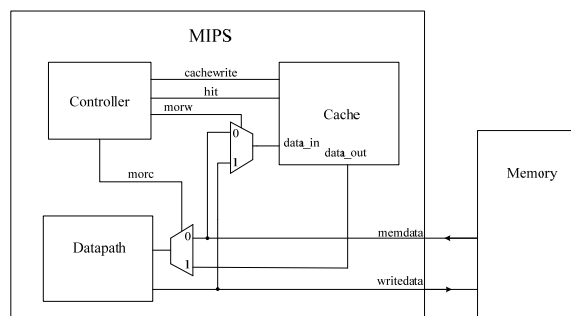 MIPS
cachewrite
Controller
hit
Cache
morw
0
data_in
1
data_out
Memory
morc
Datapath
0
memdata
1
writedata